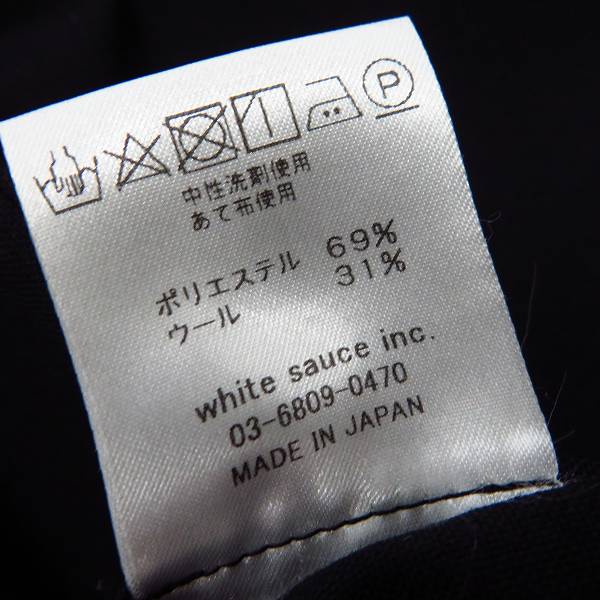 P
中性洗剤使用
あて布使用
ポリエステル 69%
ウール 31%
white sauce inc.
03-6809-0470
MADE IN JAPAN